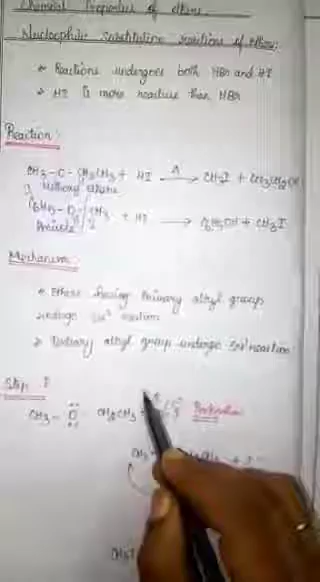 Chemical Properties of ethers
Nucleophilic substitution reactions of ethers:
Reactions undergoes both HBr and HI
HI is more reactive than HBr
Reaction:
CH3-O-CH2CH3 + HI → CH3I + CH3CH2OH
Methoxy ethane
C6H5-O-CH3 + HI → C6H5OH + CH3I
Anisole
Mechanism
Ethers having Primary alkyl group
undergo SN2 reaction
Tertiary alkyl group undergo SN1 reaction
Step
CH3-O CH2CH3 +
CH3